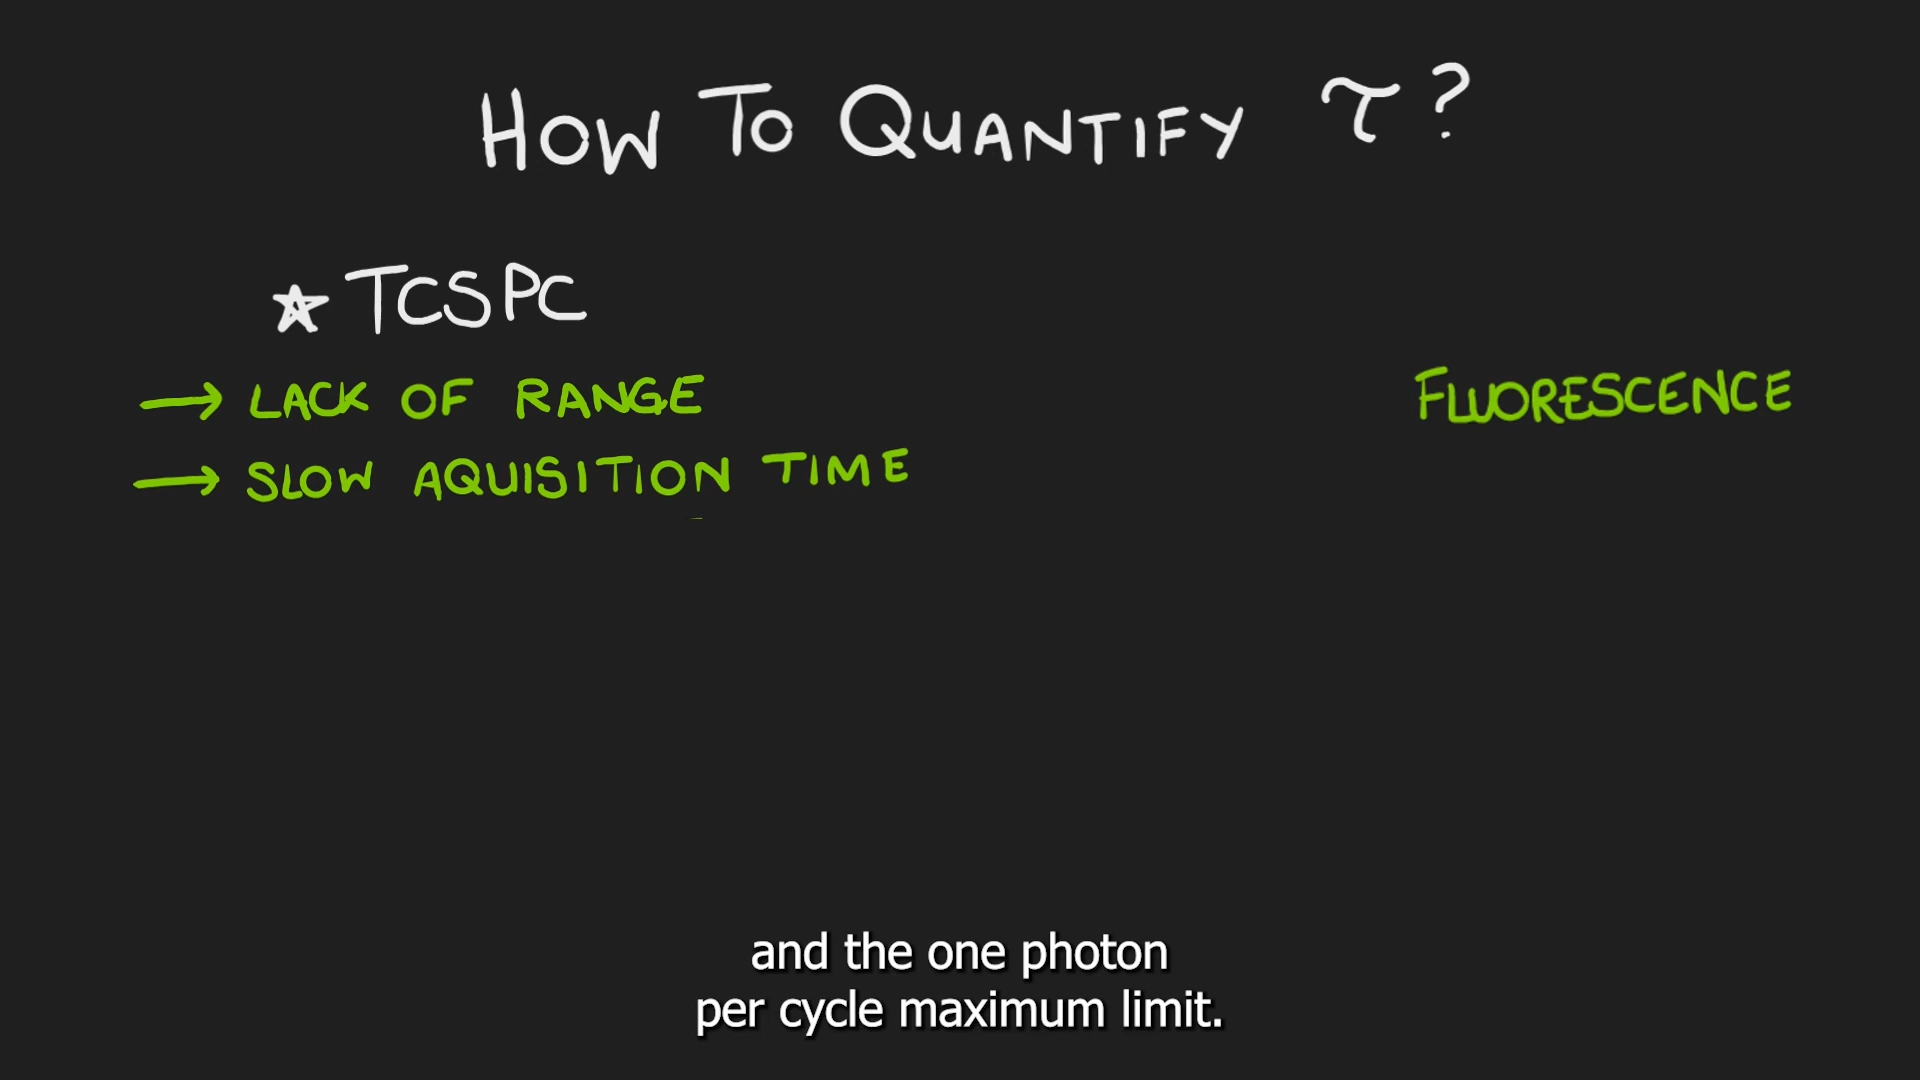 HOW TO QUANTIFY τ?
☆ TCSPC
→ LACK OF RANGE
FLUORESCENCE
→ SLOW AQUISITION TIME
and the one photon
per cycle maximum limit.